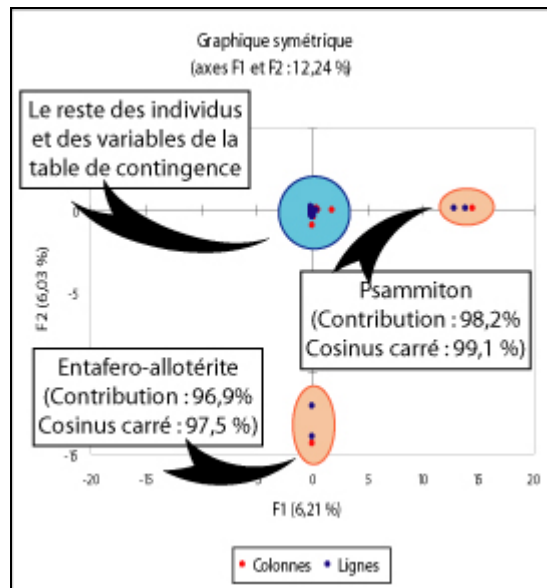 Graphique symétrique
(axes F1 et F2 : 12,24 %)
Le reste des individus
et des variables de la
table de contingence
0
-5
-15
F2 (6,03 %)
Psammiton
(Contribution : 98,2%
Cosinus carré : 99,1 %)
Entafero-allotérite
(Contribution : 96,9%
Cosinus carré : 97,5 %)
-20
-15
-5
0
5
10
15
20
F1 (6,21 %)
Colonnes
Lignes